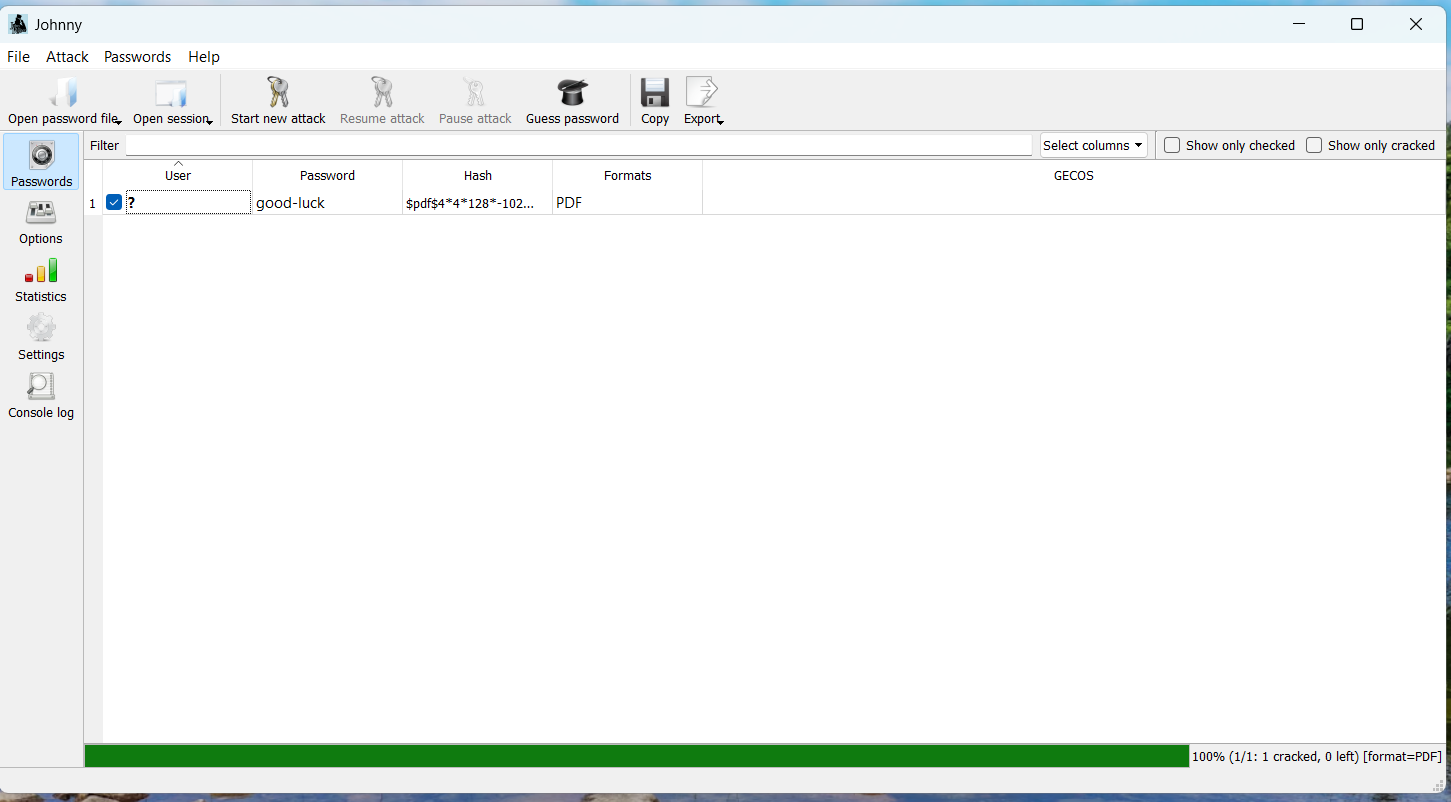 Johnny
File Attack Passwords Help
Open password file Open session Start new attack Resume attack Pause attack Guess password Copy Export
Passwords
Options
Statistics
Settings
Console log
Filter Select columns Show only checked Show only cracked
User Password Hash Formats GECOS
1 ? good-luck $pdf$4*4*128*-102... PDF
100% (1/1: 1 cracked, 0 left) [format=PDF]